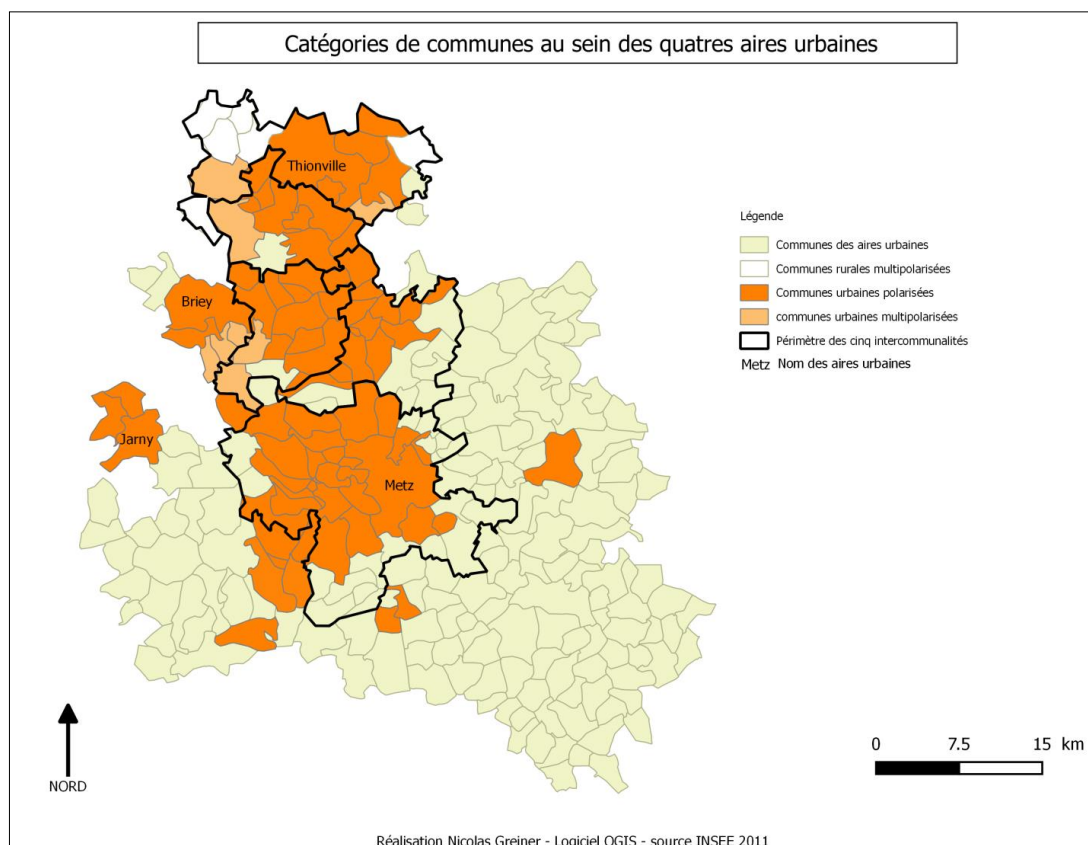 Catégories de communes au sein des quatres aires urbaines
Thionville
Briey
Jarny
Metz
Légende
Communes des aires urbaines
Communes rurales multipolarisées
Communes urbaines polarisées
communes urbaines multipolarisées
Périmètre des cinq intercommunalités
Metz Nom des aires urbaines
NORD
0 7.5 15 km
Réalisation Nicolas Greiner - Logiciel QGIS - source INSEE 2011